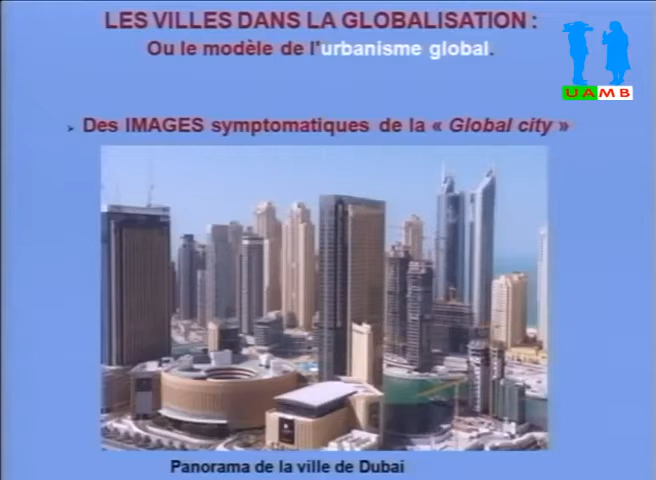 LES VILLES DANS LA GLOBALISATION :
Ou le modèle de l'urbanisme global.
UAMB
Des IMAGES symptomatiques de la « Global city »
Panorama de la ville de Dubai